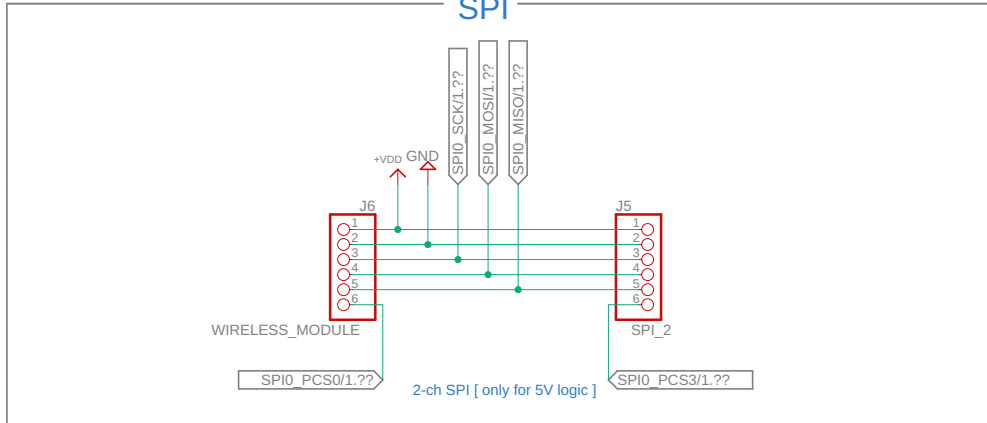 SPI
SPI0_SCK/1.??
SPI0_MOSI/1.??
SPI0_MISO/1.??
+VDD GND
J6
1
2
3
4
5
6
WIRELESS_MODULE
J5
1
2
3
4
5
6
SPI_2
SPI0_PCS0/1.??
2-ch SPI [ only for 5V logic ]
SPI0_PCS3/1.??